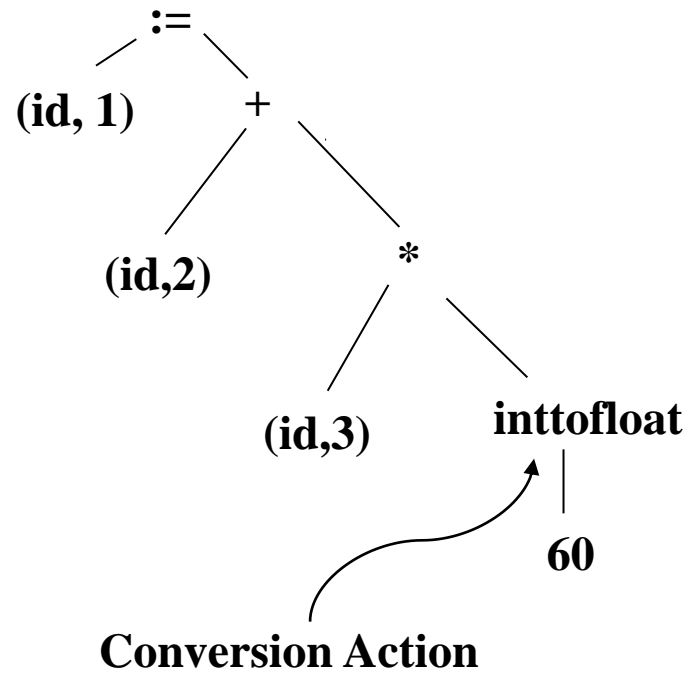 :=
(id, 1)
+
(id,2)
*
(id,3)
inttofloat
60
Conversion Action